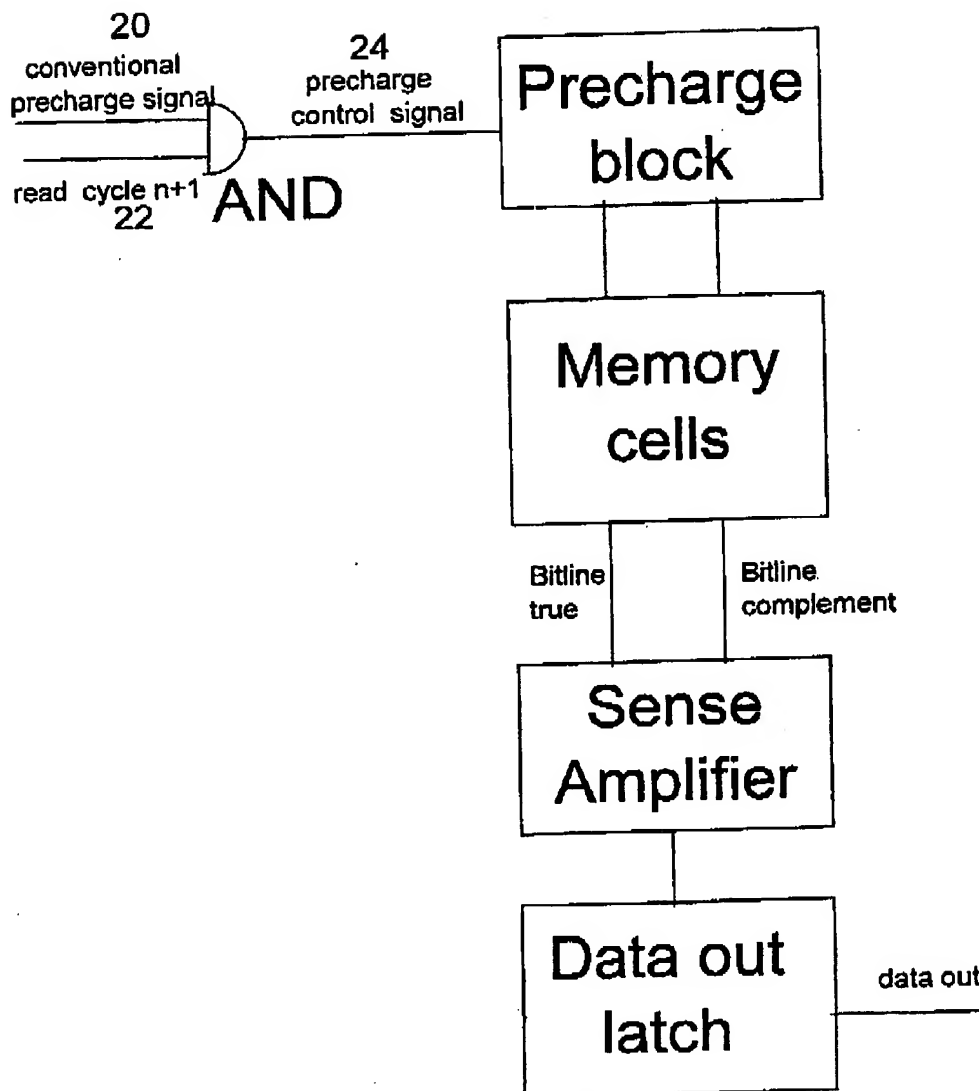 20
conventional
precharge signal
24
precharge
control signal
read cycle n+1
22
AND
Precharge
block
Memory
cells
Bitline
true
Bitline
complement
Sense
Amplifier
Data out
latch
data out